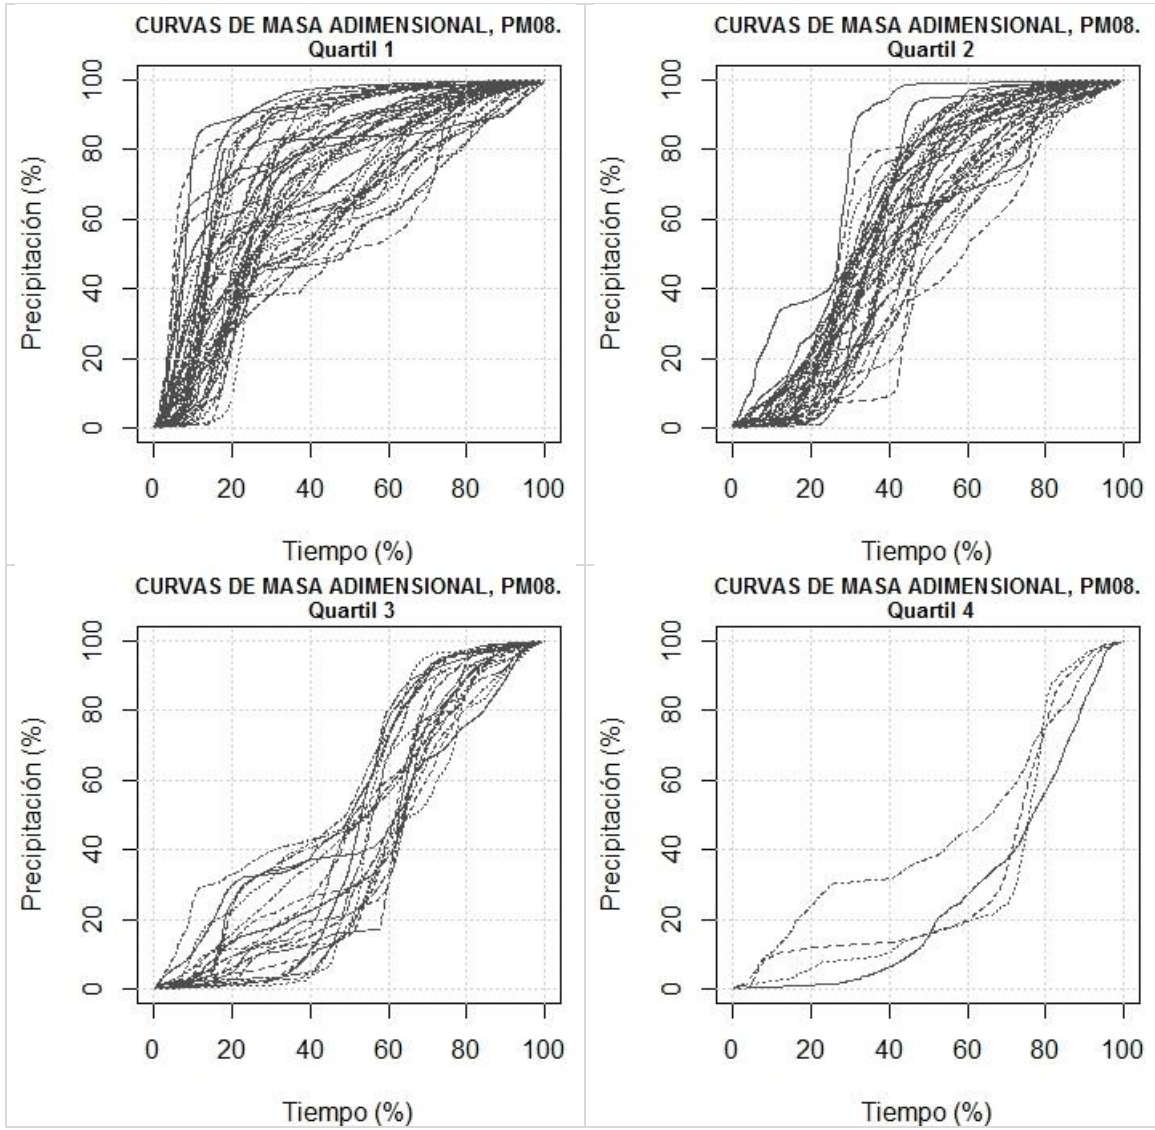 CURVAS DE MASA ADIMENSIONAL, PM08.
Quartil 1
Precipitación (%)
100
80
60
40
20
0
0 20 40 60 80 100
Tiempo (%)
CURVAS DE MASA ADIMENSIONAL, PM08.
Quartil 2
Precipitación (%)
100
80
60
40
20
0
0 20 40 60 80 100
Tiempo (%)
CURVAS DE MASA ADIMENSIONAL, PM08.
Quartil 3
Precipitación (%)
100
80
60
40
20
0
0 20 40 60 80 100
Tiempo (%)
CURVAS DE MASA ADIMENSIONAL, PM08.
Quartil 4
Precipitación (%)
100
80
60
40
20
0
0 20 40 60 80 100
Tiempo (%)